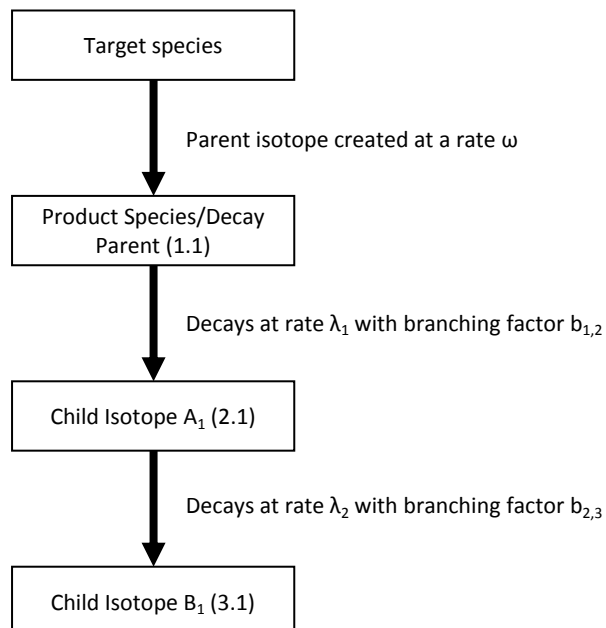 Target species
Parent isotope created at a rate ω
Product Species/Decay
Parent (1.1)
Decays at rate λ₁ with branching factor b₁,₂
Child Isotope A₁ (2.1)
Decays at rate λ₂ with branching factor b₂,₃
Child Isotope B₁ (3.1)